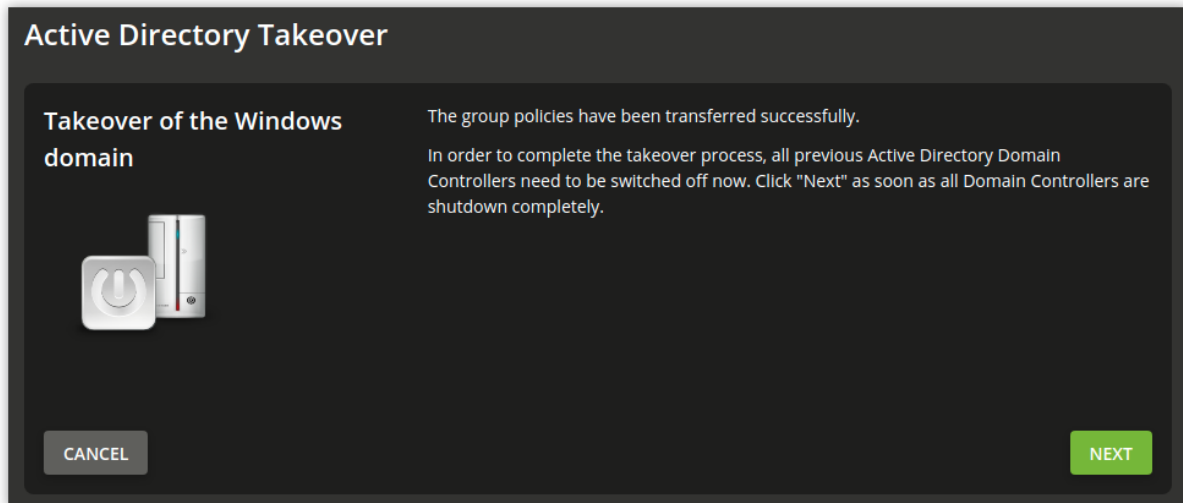 Active Directory Takeover
Takeover of the Windows
domain
The group policies have been transferred successfully.
In order to complete the takeover process, all previous Active Directory Domain
Controllers need to be switched off now. Click "Next" as soon as all Domain Controllers are
shutdown completely.
CANCEL
NEXT